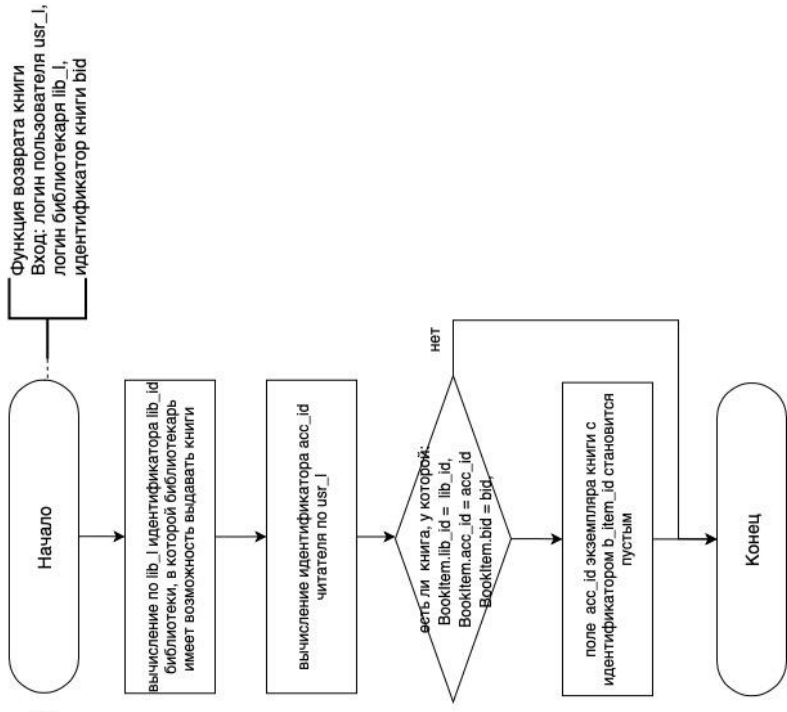 Функция возврата книги
Вход: логин пользователя usr_l,
логин библиотекаря lib_l,
идентификатор книги bid
Начало
вычисление по lib_l идентификатора lib_id
библиотеки, в которой библиотекарь
имеет возможность выдавать книги
вычисление идентификатора acc_id
читателя по usr_l
есть ли книга, у которой:
BookItem.lib_id = lib_id,
BookItem.acc_id = acc_id
BookItem.bid = bid,
нет
поле acc_id экземпляра книги с
идентификатором b_item_id становится
пустым
Конец